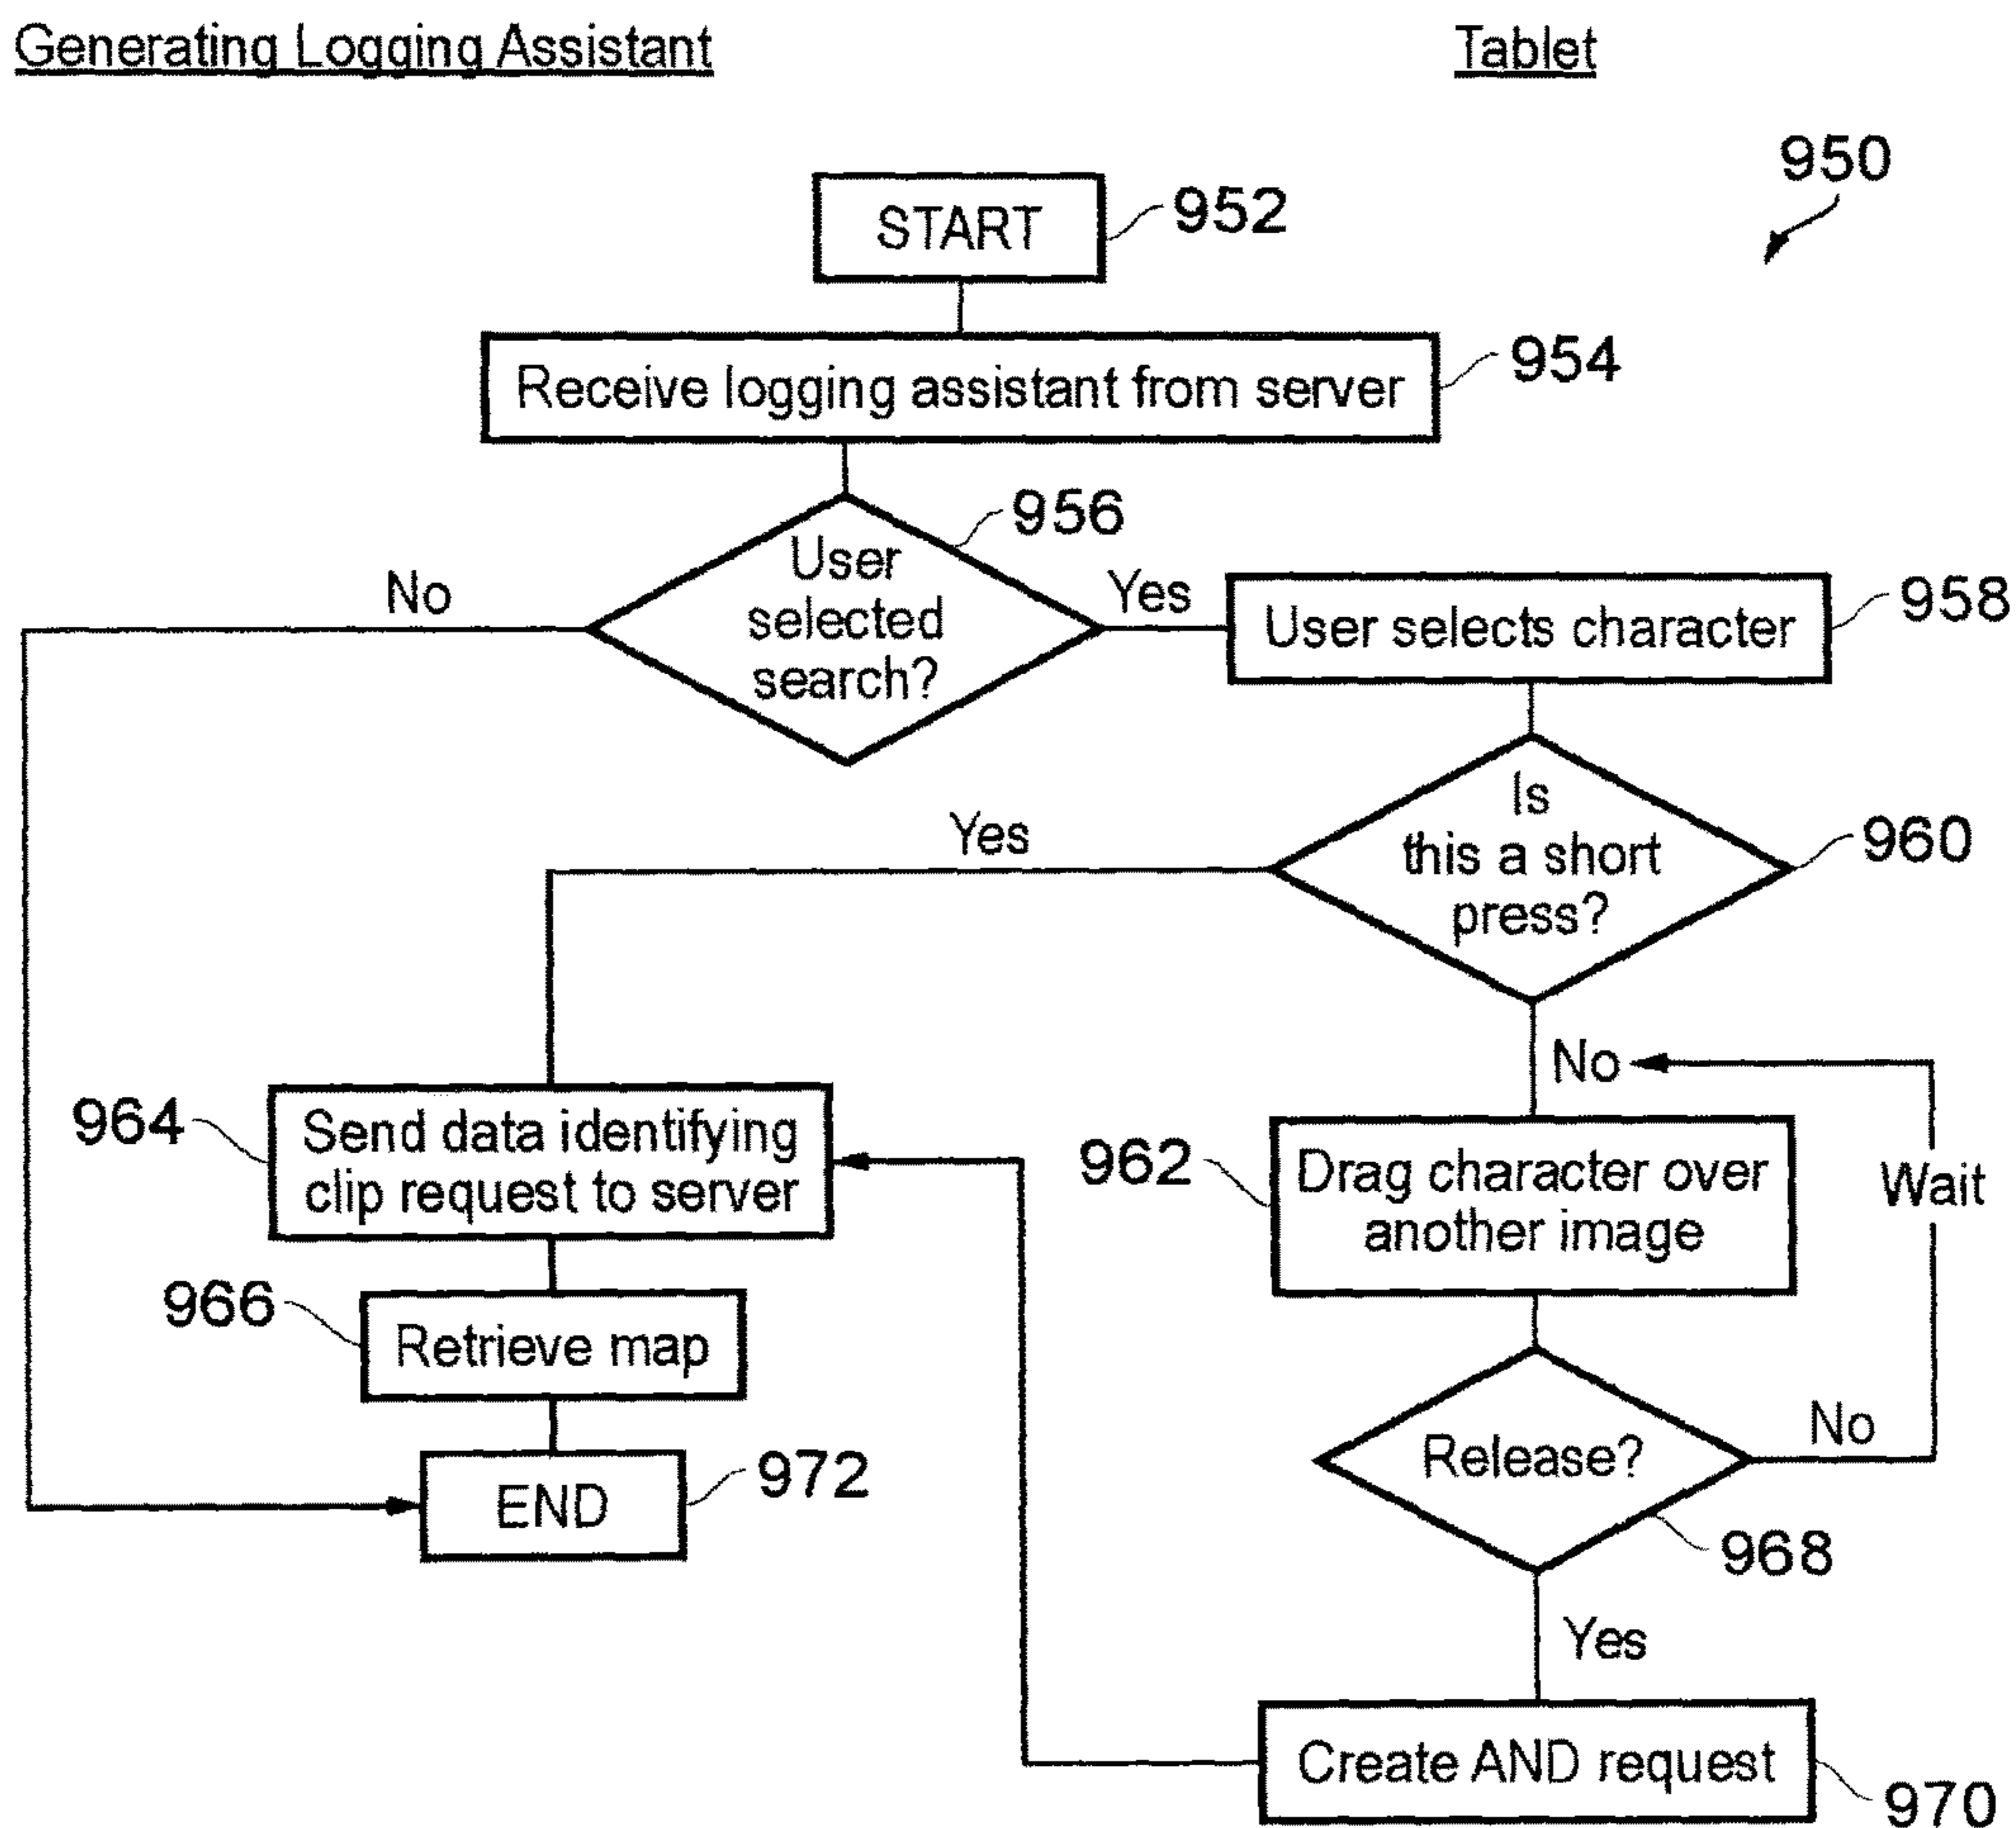 Generating Logging Assistant
Tablet
950
START
952
Receive logging assistant from server
954
956
User
selected
search?
No
Yes
User selects character
958
Is
this a short
press?
960
Yes
No
964
Send data identifying
clip request to server
962
Drag character over
another image
Wait
966
Retrieve map
Release?
No
968
END
972
Yes
Create AND request
970